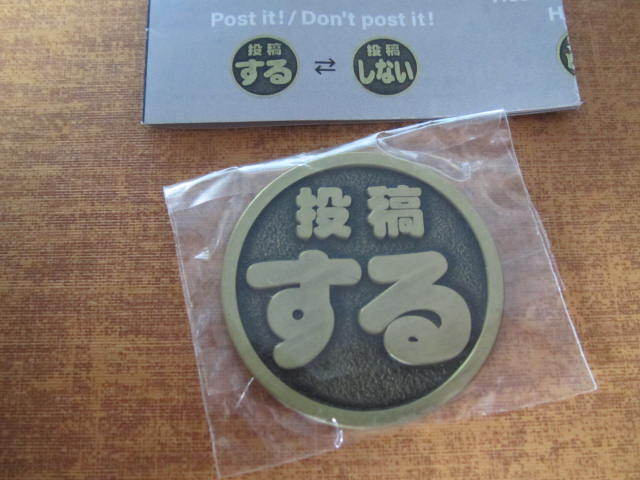 Post it! / Don't post it!
投稿
する
⇄
投稿
しない
投稿
する